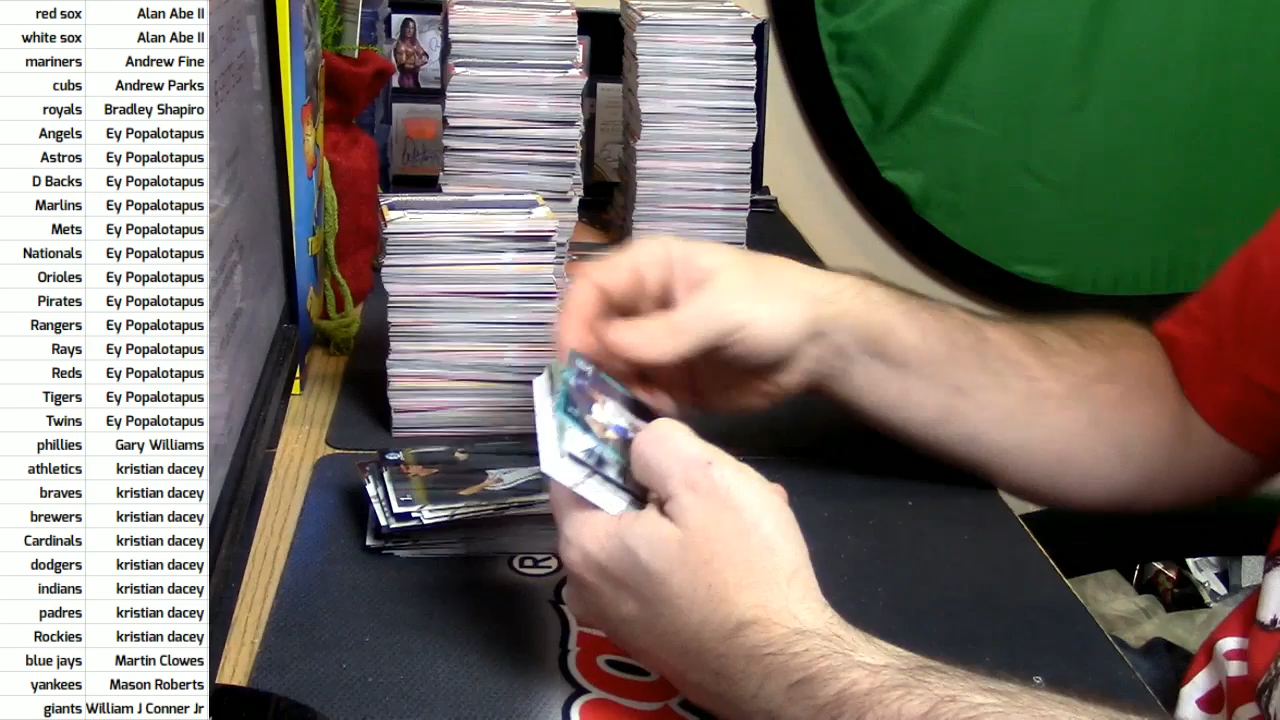 red sox Alan Abe II
white sox Alan Abe II
mariners Andrew Fine
cubs Andrew Parks
royals Bradley Shapiro
Angels Ey Popalotapus
Astros Ey Popalotapus
D Backs Ey Popalotapus
Marlins Ey Popalotapus
Mets Ey Popalotapus
Nationals Ey Popalotapus
Orioles Ey Popalotapus
Pirates Ey Popalotapus
Rangers Ey Popalotapus
Rays Ey Popalotapus
Reds Ey Popalotapus
Tigers Ey Popalotapus
Twins Ey Popalotapus
phillies Gary Williams
athletics kristian dacey
braves kristian dacey
brewers kristian dacey
Cardinals kristian dacey
dodgers kristian dacey
indians kristian dacey
padres kristian dacey
Rockies kristian dacey
blue jays Martin Clowes
yankees Mason Roberts
giants William J Conner Jr
®